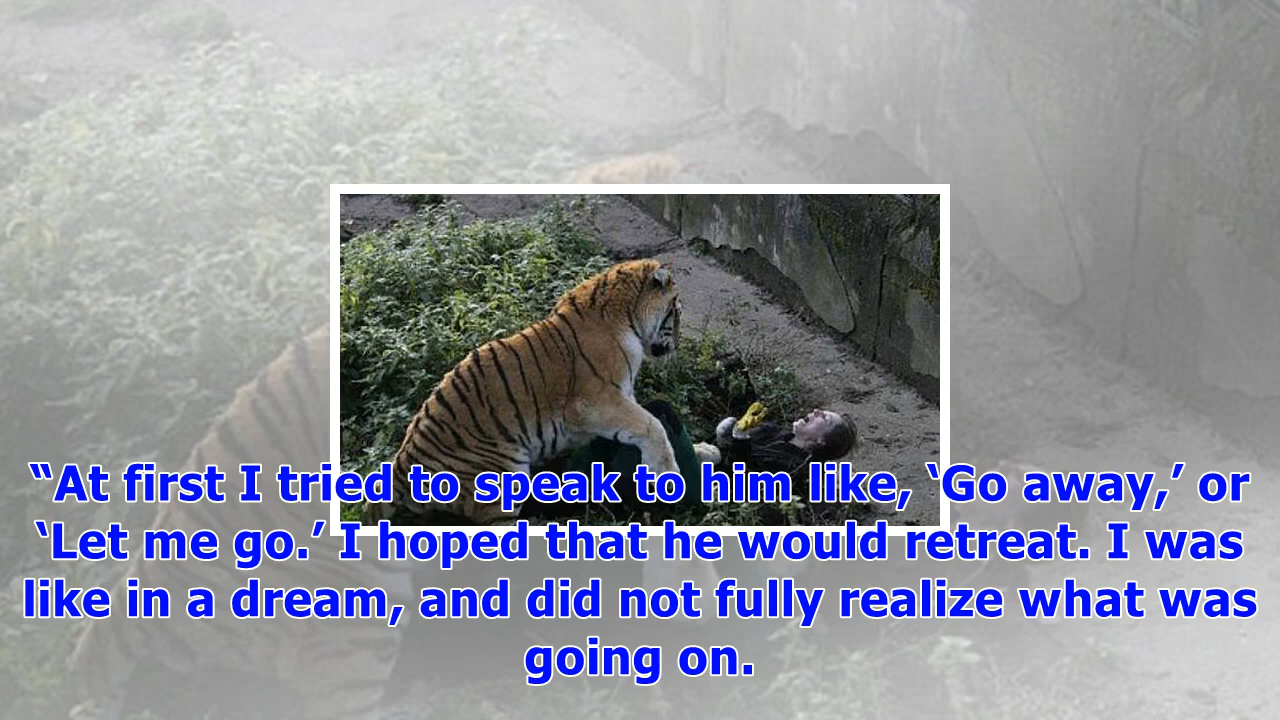 “At first I tried to speak to him like, ‘Go away,’ or
‘Let me go.’ I hoped that he would retreat. I was
like in a dream, and did not fully realize what was
going on.